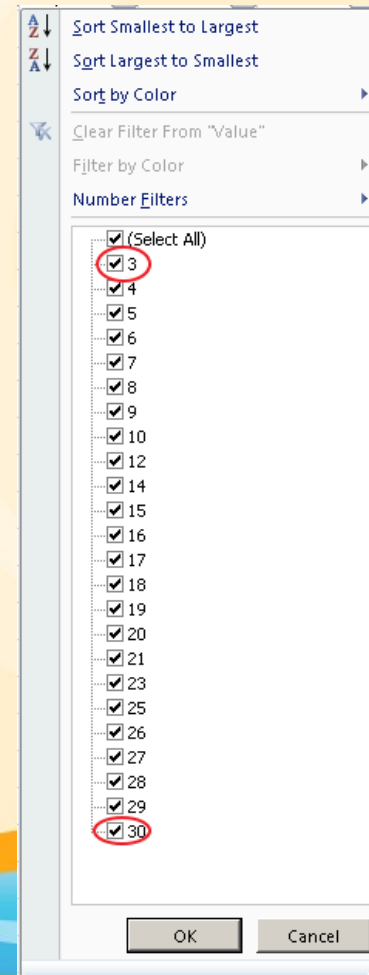 Sort Smallest to Largest
Sort Largest to Smallest
Sort by Color
Clear Filter From "Value"
Filter by Color
Number Filters
(Select All)
3
4
5
6
7
8
9
10
12
14
15
16
17
18
19
20
21
23
25
26
27
28
29
30
OK
Cancel